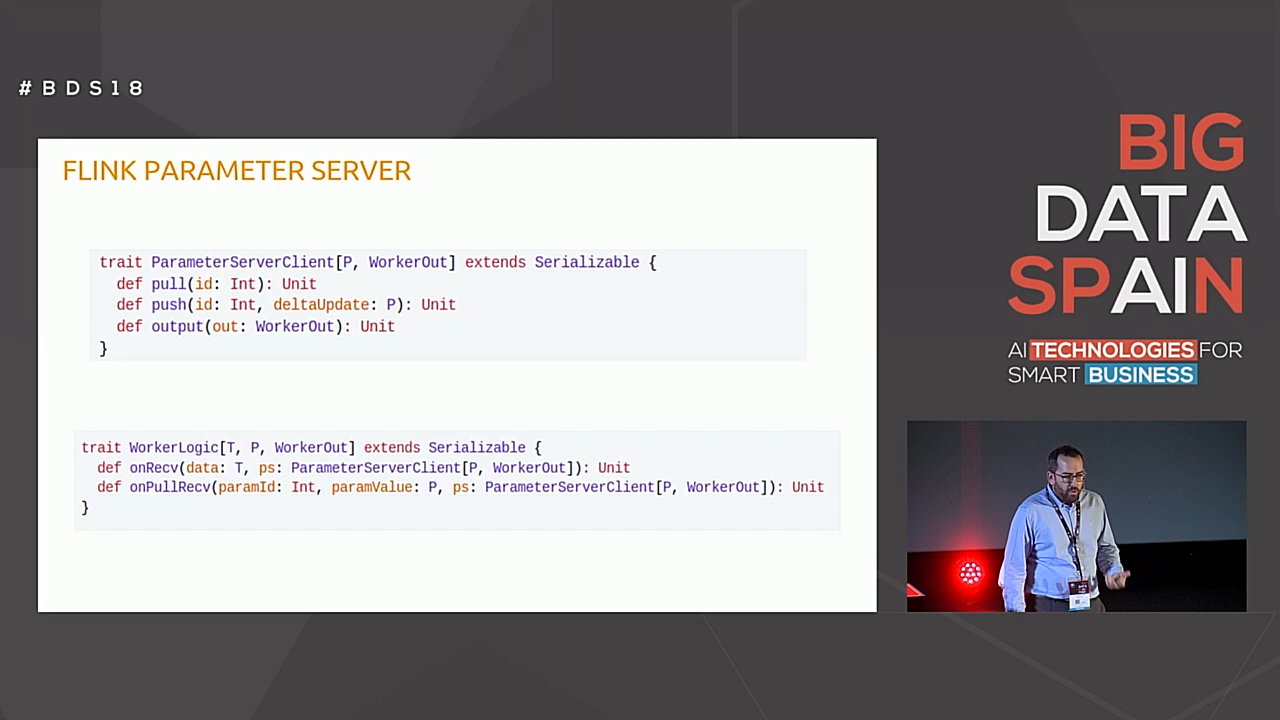 #BDS18
FLINK PARAMETER SERVER
trait ParameterServerClient[P, WorkerOut] extends Serializable {
  def pull(id: Int): Unit
  def push(id: Int, deltaUpdate: P): Unit
  def output(out: WorkerOut): Unit
}
trait WorkerLogic[T, P, WorkerOut] extends Serializable {
  def onRecv(data: T, ps: ParameterServerClient[P, WorkerOut]): Unit
  def onPullRecv(paramId: Int, paramValue: P, ps: ParameterServerClient[P, WorkerOut]): Unit
}
BIG
DATA
SPAIN
AI TECHNOLOGIES FOR
SMART BUSINESS